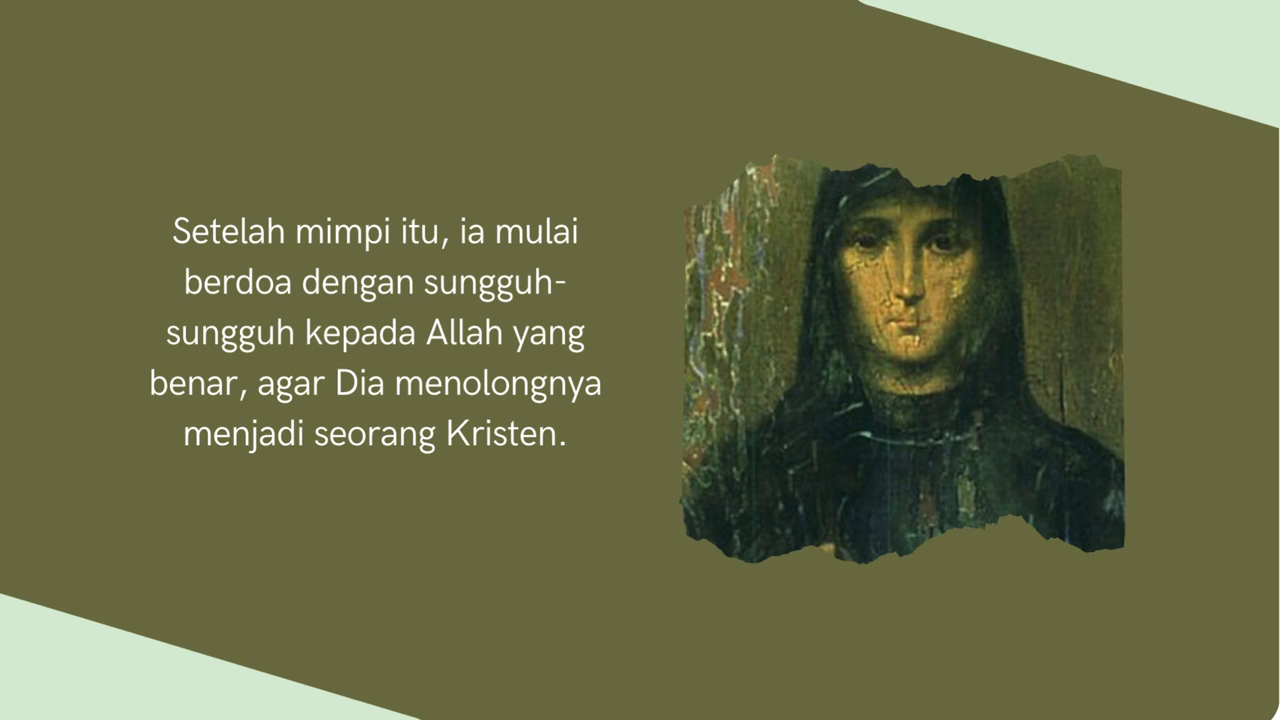 Setelah mimpi itu, ia mulai
berdoa dengan sungguh-
sungguh kepada Allah yang
benar, agar Dia menolongnya
menjadi seorang Kristen.